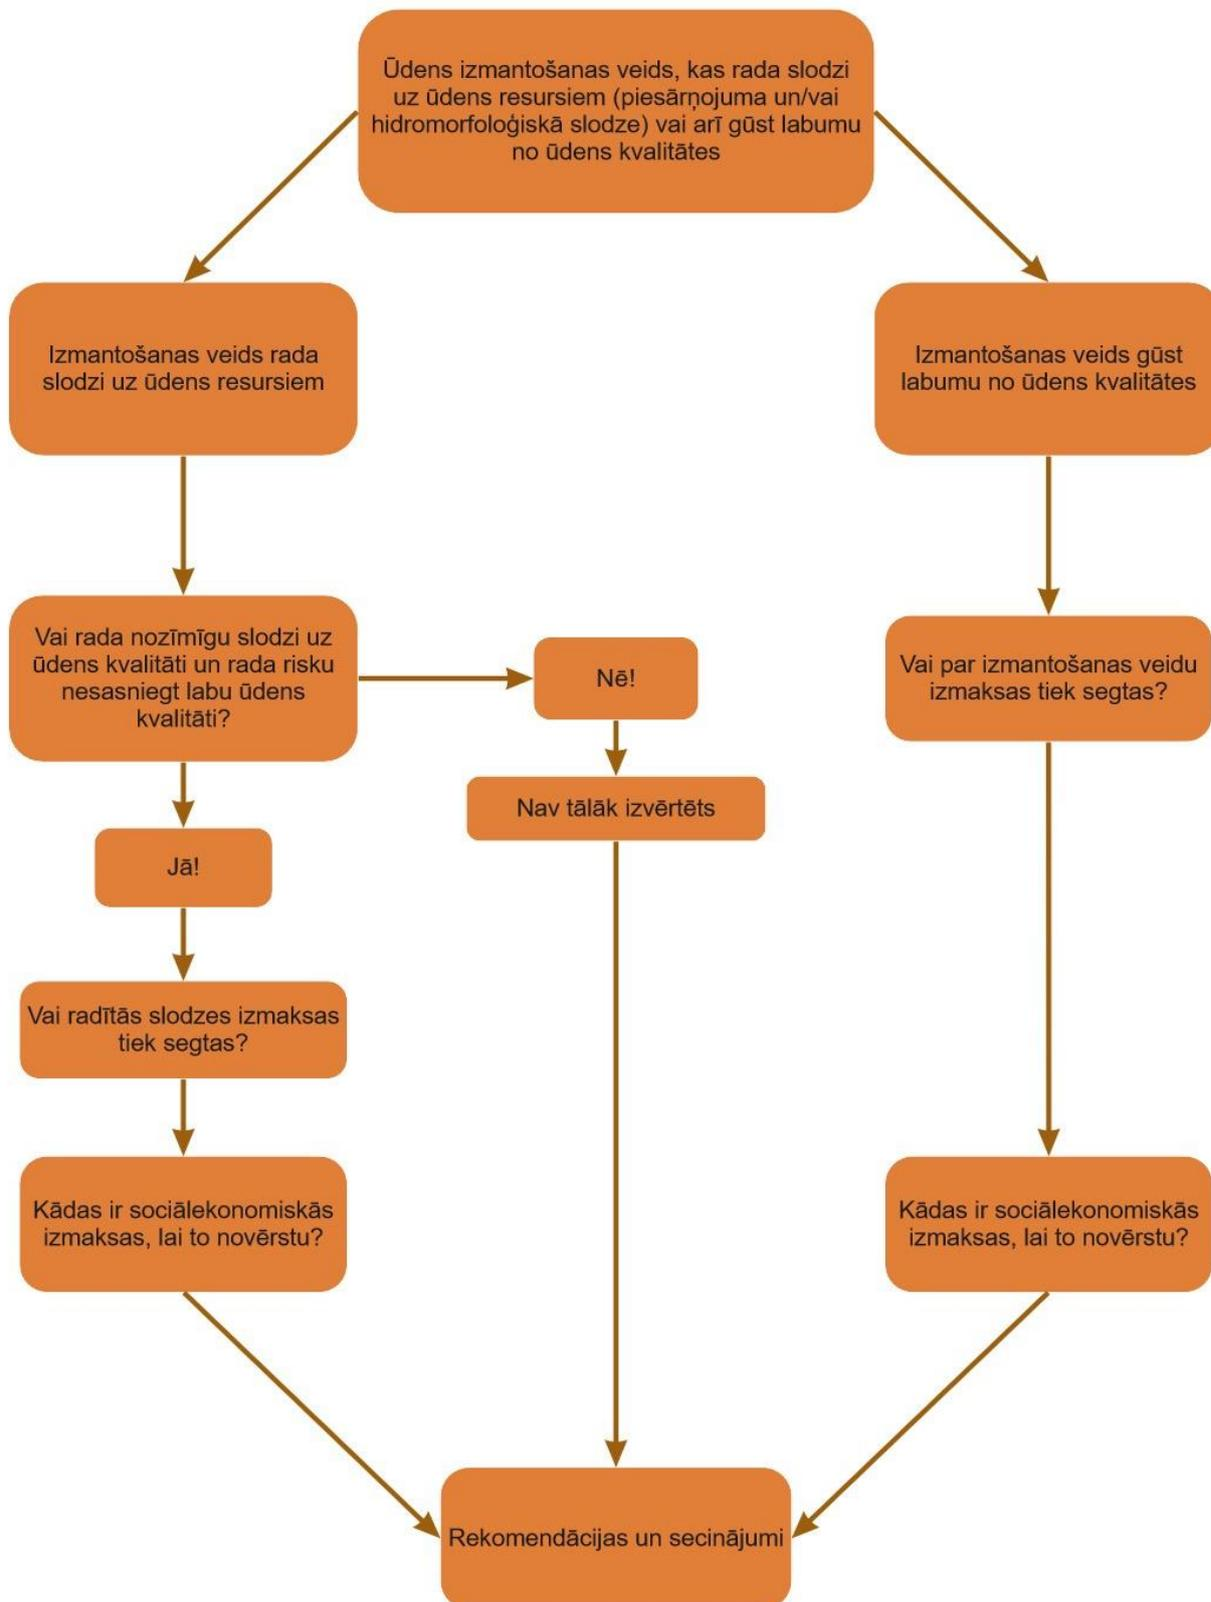 Ūdens izmantošanas veids, kas rada slodzi
uz ūdens resursiem (piesārņojuma un/vai
hidromorfoloģiskā slodze) vai arī gūst labumu
no ūdens kvalitātes
Izmantošanas veids rada
slodzi uz ūdens resursiem
Izmantošanas veids gūst
labumu no ūdens kvalitātes
Vai rada nozīmīgu slodzi uz
ūdens kvalitāti un rada risku
nesasniegt labu ūdens
kvalitāti?
Nē!
Vai par izmantošanas veidu
izmaksas tiek segtas?
Nav tālāk izvērtēts
Jā!
Vai radītās slodzes izmaksas
tiek segtas?
Kādas ir sociālekonomiskās
izmaksas, lai to novērstu?
Kādas ir sociālekonomiskās
izmaksas, lai to novērstu?
Rekomendācijas un secinājumi